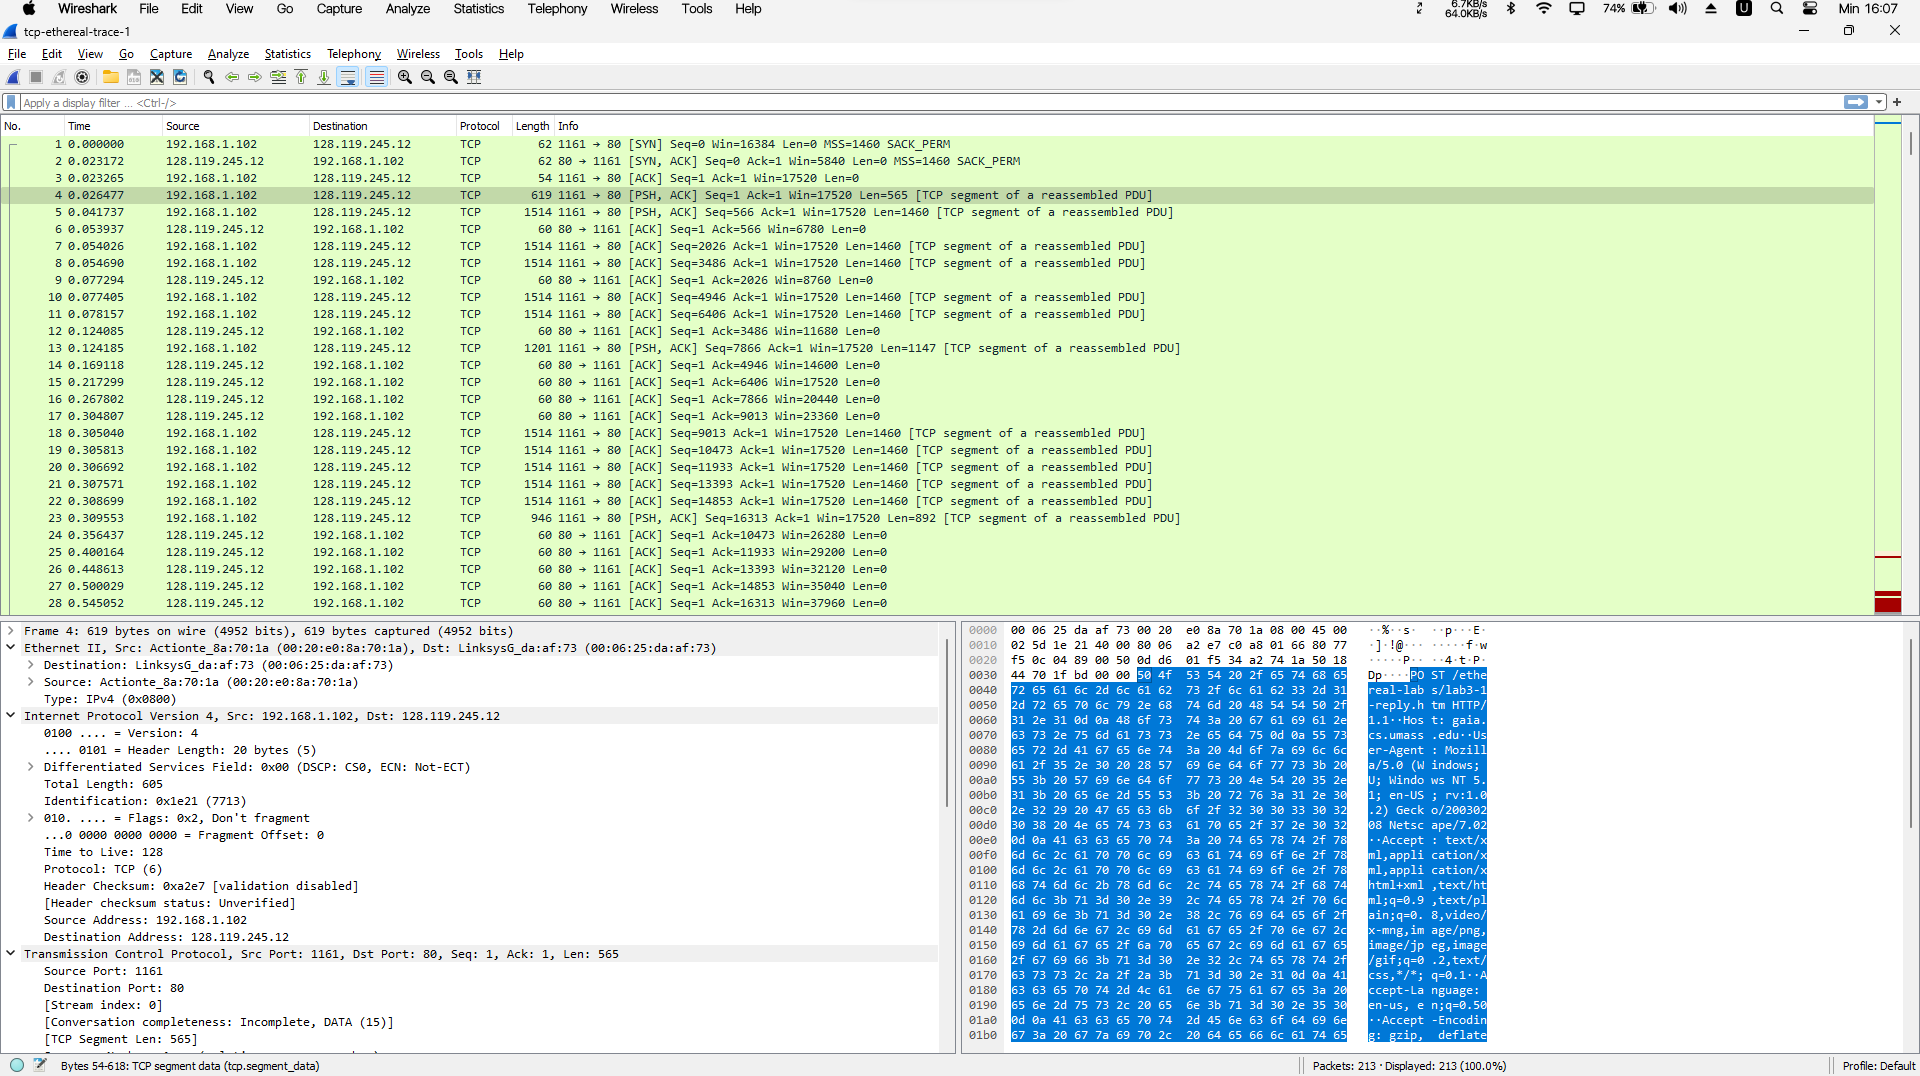 Wireshark File Edit View Go Capture Analyze Statistics Telephony Wireless Tools Help 6.7KB/s 64.0KB/s 74% U Min 16:07
tcp-ethereal-trace-1
File Edit View Go Capture Analyze Statistics Telephony Wireless Tools Help
Apply a display filter ... <Ctrl-/>
No. Time Source Destination Protocol Length Info
1 0.000000 192.168.1.102 128.119.245.12 TCP 62 1161 → 80 [SYN] Seq=0 Win=16384 Len=0 MSS=1460 SACK_PERM
2 0.023172 128.119.245.12 192.168.1.102 TCP 62 80 → 1161 [SYN, ACK] Seq=0 Ack=1 Win=5840 Len=0 MSS=1460 SACK_PERM
3 0.023265 192.168.1.102 128.119.245.12 TCP 54 1161 → 80 [ACK] Seq=1 Ack=1 Win=17520 Len=0
4 0.026477 192.168.1.102 128.119.245.12 TCP 619 1161 → 80 [PSH, ACK] Seq=1 Ack=1 Win=17520 Len=565 [TCP segment of a reassembled PDU]
5 0.041737 192.168.1.102 128.119.245.12 TCP 1514 1161 → 80 [PSH, ACK] Seq=566 Ack=1 Win=17520 Len=1460 [TCP segment of a reassembled PDU]
6 0.053937 128.119.245.12 192.168.1.102 TCP 60 80 → 1161 [ACK] Seq=1 Ack=566 Win=6780 Len=0
7 0.054026 192.168.1.102 128.119.245.12 TCP 1514 1161 → 80 [ACK] Seq=2026 Ack=1 Win=17520 Len=1460 [TCP segment of a reassembled PDU]
8 0.054690 192.168.1.102 128.119.245.12 TCP 1514 1161 → 80 [ACK] Seq=3486 Ack=1 Win=17520 Len=1460 [TCP segment of a reassembled PDU]
9 0.077294 128.119.245.12 192.168.1.102 TCP 60 80 → 1161 [ACK] Seq=1 Ack=2026 Win=8760 Len=0
10 0.077405 192.168.1.102 128.119.245.12 TCP 1514 1161 → 80 [ACK] Seq=4946 Ack=1 Win=17520 Len=1460 [TCP segment of a reassembled PDU]
11 0.078157 192.168.1.102 128.119.245.12 TCP 1514 1161 → 80 [ACK] Seq=6406 Ack=1 Win=17520 Len=1460 [TCP segment of a reassembled PDU]
12 0.124085 128.119.245.12 192.168.1.102 TCP 60 80 → 1161 [ACK] Seq=1 Ack=3486 Win=11680 Len=0
13 0.124185 192.168.1.102 128.119.245.12 TCP 1201 1161 → 80 [PSH, ACK] Seq=7866 Ack=1 Win=17520 Len=1147 [TCP segment of a reassembled PDU]
14 0.169118 128.119.245.12 192.168.1.102 TCP 60 80 → 1161 [ACK] Seq=1 Ack=4946 Win=14600 Len=0
15 0.217299 128.119.245.12 192.168.1.102 TCP 60 80 → 1161 [ACK] Seq=1 Ack=6406 Win=17520 Len=0
16 0.267802 128.119.245.12 192.168.1.102 TCP 60 80 → 1161 [ACK] Seq=1 Ack=7866 Win=20440 Len=0
17 0.304807 128.119.245.12 192.168.1.102 TCP 60 80 → 1161 [ACK] Seq=1 Ack=9013 Win=23360 Len=0
18 0.305040 192.168.1.102 128.119.245.12 TCP 1514 1161 → 80 [ACK] Seq=9013 Ack=1 Win=17520 Len=1460 [TCP segment of a reassembled PDU]
19 0.305813 192.168.1.102 128.119.245.12 TCP 1514 1161 → 80 [ACK] Seq=10473 Ack=1 Win=17520 Len=1460 [TCP segment of a reassembled PDU]
20 0.306692 192.168.1.102 128.119.245.12 TCP 1514 1161 → 80 [ACK] Seq=11933 Ack=1 Win=17520 Len=1460 [TCP segment of a reassembled PDU]
21 0.307571 192.168.1.102 128.119.245.12 TCP 1514 1161 → 80 [ACK] Seq=13393 Ack=1 Win=17520 Len=1460 [TCP segment of a reassembled PDU]
22 0.308699 192.168.1.102 128.119.245.12 TCP 1514 1161 → 80 [ACK] Seq=14853 Ack=1 Win=17520 Len=1460 [TCP segment of a reassembled PDU]
23 0.309553 192.168.1.102 128.119.245.12 TCP 946 1161 → 80 [PSH, ACK] Seq=16313 Ack=1 Win=17520 Len=892 [TCP segment of a reassembled PDU]
24 0.356437 128.119.245.12 192.168.1.102 TCP 60 80 → 1161 [ACK] Seq=1 Ack=10473 Win=26280 Len=0
25 0.400164 128.119.245.12 192.168.1.102 TCP 60 80 → 1161 [ACK] Seq=1 Ack=11933 Win=29200 Len=0
26 0.448613 128.119.245.12 192.168.1.102 TCP 60 80 → 1161 [ACK] Seq=1 Ack=13393 Win=32120 Len=0
27 0.500029 128.119.245.12 192.168.1.102 TCP 60 80 → 1161 [ACK] Seq=1 Ack=14853 Win=35040 Len=0
28 0.545052 128.119.245.12 192.168.1.102 TCP 60 80 → 1161 [ACK] Seq=1 Ack=16313 Win=37960 Len=0
Frame 4: 619 bytes on wire (4952 bits), 619 bytes captured (4952 bits)
Ethernet II, Src: Actionte_8a:70:1a (00:20:e0:8a:70:1a), Dst: LinksysG_da:af:73 (00:06:25:da:af:73)
Destination: LinksysG_da:af:73 (00:06:25:da:af:73)
Source: Actionte_8a:70:1a (00:20:e0:8a:70:1a)
Type: IPv4 (0x0800)
Internet Protocol Version 4, Src: 192.168.1.102, Dst: 128.119.245.12
0100 .... = Version: 4
.... 0101 = Header Length: 20 bytes (5)
Differentiated Services Field: 0x00 (DSCP: CS0, ECN: Not-ECT)
Total Length: 605
Identification: 0x1e21 (7713)
010. .... = Flags: 0x2, Don't fragment
...0 0000 0000 0000 = Fragment Offset: 0
Time to Live: 128
Protocol: TCP (6)
Header Checksum: 0xa2e7 [validation disabled]
[Header checksum status: Unverified]
Source Address: 192.168.1.102
Destination Address: 128.119.245.12
Transmission Control Protocol, Src Port: 1161, Dst Port: 80, Seq: 1, Ack: 1, Len: 565
Source Port: 1161
Destination Port: 80
[Stream index: 0]
[Conversation completeness: Incomplete, DATA (15)]
[TCP Segment Len: 565]
0000 00 06 25 da af 73 00 20 e0 8a 70 1a 08 00 45 00 ··%··s· ··p···E·
0010 02 5d 1e 21 40 00 80 06 a2 e7 c0 a8 01 66 80 77 ·]·!@··· ·····f·w
0020 f5 0c 04 89 00 50 0d d6 01 f5 34 a2 74 1a 50 18 ·····P·· ··4·t·P·
0030 44 70 1f bd 00 00 50 4f 53 54 20 2f 65 74 68 65 Dp····PO ST /ethe
0040 72 65 61 6c 2d 6c 61 62 73 2f 6c 61 62 33 2d 31 real-lab s/lab3-1
0050 2d 72 65 70 6c 79 2e 68 74 6d 20 48 54 54 50 2f -reply.h tm HTTP/
0060 31 2e 31 0d 0a 48 6f 73 74 3a 20 67 61 69 61 2e 1.1··Hos t: gaia.
0070 63 73 2e 75 6d 61 73 73 2e 65 64 75 0d 0a 55 73 cs.umass .edu··Us
0080 65 72 2d 41 67 65 6e 74 3a 20 4d 6f 7a 69 6c 6c er-Agent : Mozill
0090 61 2f 35 2e 30 20 28 57 69 6e 64 6f 77 73 3b 20 a/5.0 (W indows;
00a0 55 3b 20 57 69 6e 64 6f 77 73 20 4e 54 20 35 2e U; Windo ws NT 5.
00b0 31 3b 20 65 6e 2d 55 53 3b 20 72 76 3a 31 2e 30 1; en-US ; rv:1.0
00c0 2e 32 29 20 47 65 63 6b 6f 2f 32 30 30 33 30 32 .2) Geck o/200302
00d0 30 38 20 4e 65 74 73 63 61 70 65 2f 37 2e 30 32 08 Netsc ape/7.02
00e0 0d 0a 41 63 63 65 70 74 3a 20 74 65 78 74 2f 78 ··Accept : text/x
00f0 6d 6c 2c 61 70 70 6c 69 63 61 74 69 6f 6e 2f 78 ml,appli cation/x
0100 6d 6c 2c 61 70 70 6c 69 63 61 74 69 6f 6e 2f 78 ml,appli cation/x
0110 68 74 6d 6c 2b 78 6d 6c 2c 74 65 78 74 2f 68 74 html+xml ,text/ht
0120 6d 6c 3b 71 3d 30 2e 39 2c 74 65 78 74 2f 70 6c ml;q=0.9 ,text/pl
0130 61 69 6e 3b 71 3d 30 2e 38 2c 76 69 64 65 6f 2f ain;q=0. 8,video/
0140 78 2d 6d 6e 67 2c 69 6d 61 67 65 2f 70 6e 67 2c x-mng,im age/png,
0150 69 6d 61 67 65 2f 6a 70 65 67 2c 69 6d 61 67 65 image/jp eg,image
0160 2f 67 69 66 3b 71 3d 30 2e 32 2c 74 65 78 74 2f /gif;q=0 .2,text/
0170 63 73 73 2c 2a 2f 2a 3b 71 3d 30 2e 31 0d 0a 41 css,*/*; q=0.1··A
0180 63 63 65 70 74 2d 4c 61 6e 67 75 61 67 65 3a 20 ccept-La nguage:
0190 65 6e 2d 75 73 2c 20 65 6e 3b 71 3d 30 2e 35 30 en-us, e n;q=0.50
01a0 0d 0a 41 63 63 65 70 74 2d 45 6e 63 6f 64 69 6e ··Accept -Encodin
01b0 67 3a 20 67 7a 69 70 2c 20 64 65 66 6c 61 74 65 g: gzip, deflate
Bytes 54-618: TCP segment data (tcp.segment_data) Packets: 213 · Displayed: 213 (100.0%) Profile: Default